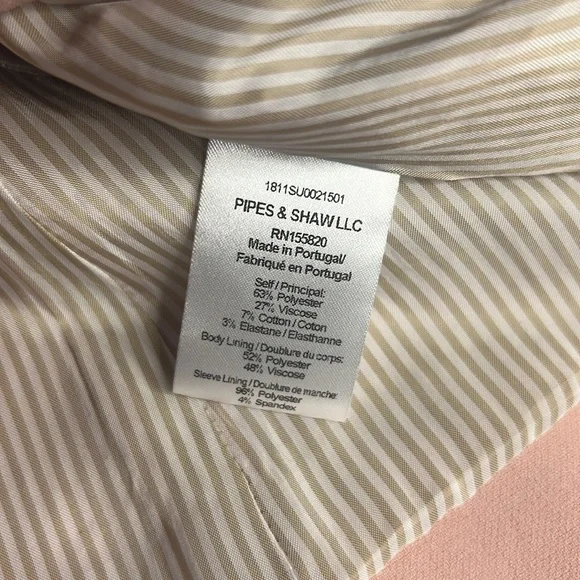 1811SU0021501
PIPES & SHAW LLC
RN155820
Made in Portugal/
Fabriqué en Portugal
Self / Principal:
63% Polyester
27% Viscose
7% Cotton / Coton
3% Elastane / Elasthanne
Body Lining / Doublure du corps:
52% Polyester
48% Viscose
Sleeve Lining / Doublure de manche:
96% Polyester
4% Spandex